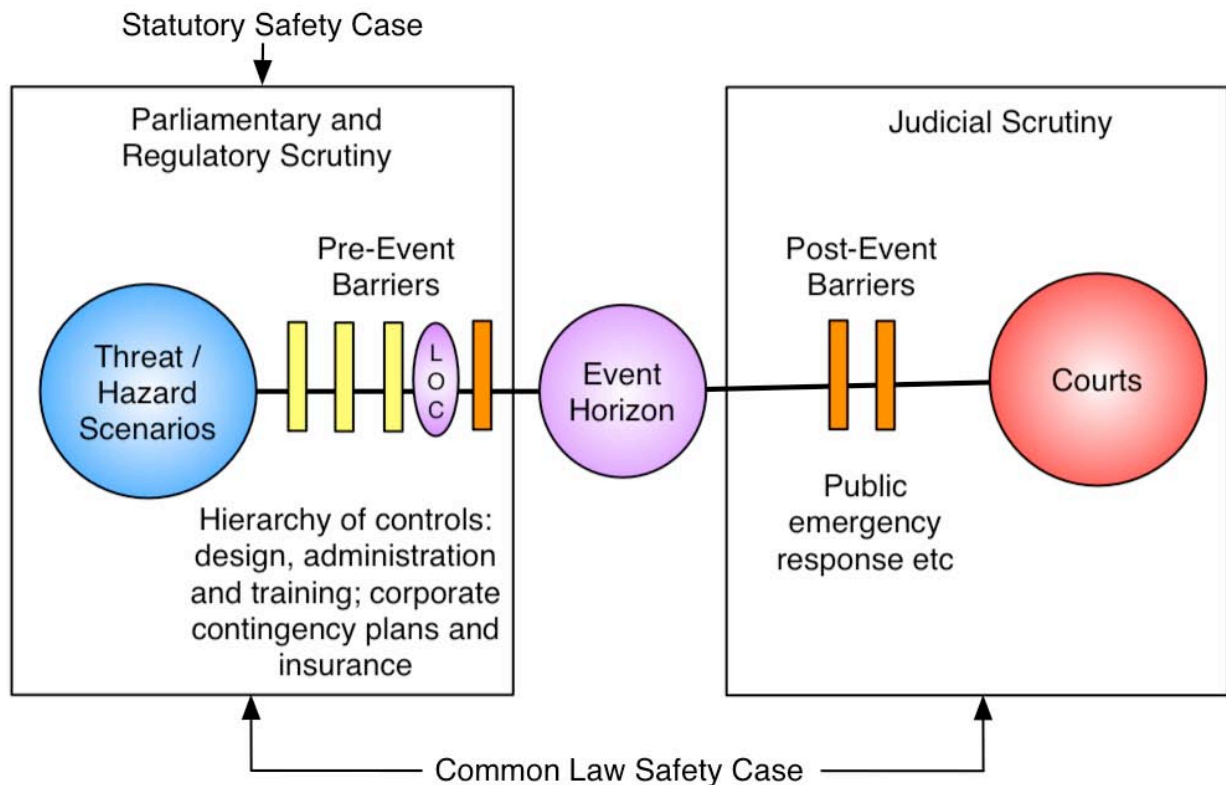 Statutory Safety Case
Parliamentary and
Regulatory Scrutiny
Judicial Scrutiny
Pre-Event
Barriers
Post-Event
Barriers
Threat /
Hazard
Scenarios
L
O
C
Event
Horizon
Courts
Hierarchy of controls:
design, administration
and training; corporate
contingency plans and
insurance
Public
emergency
response etc
Common Law Safety Case